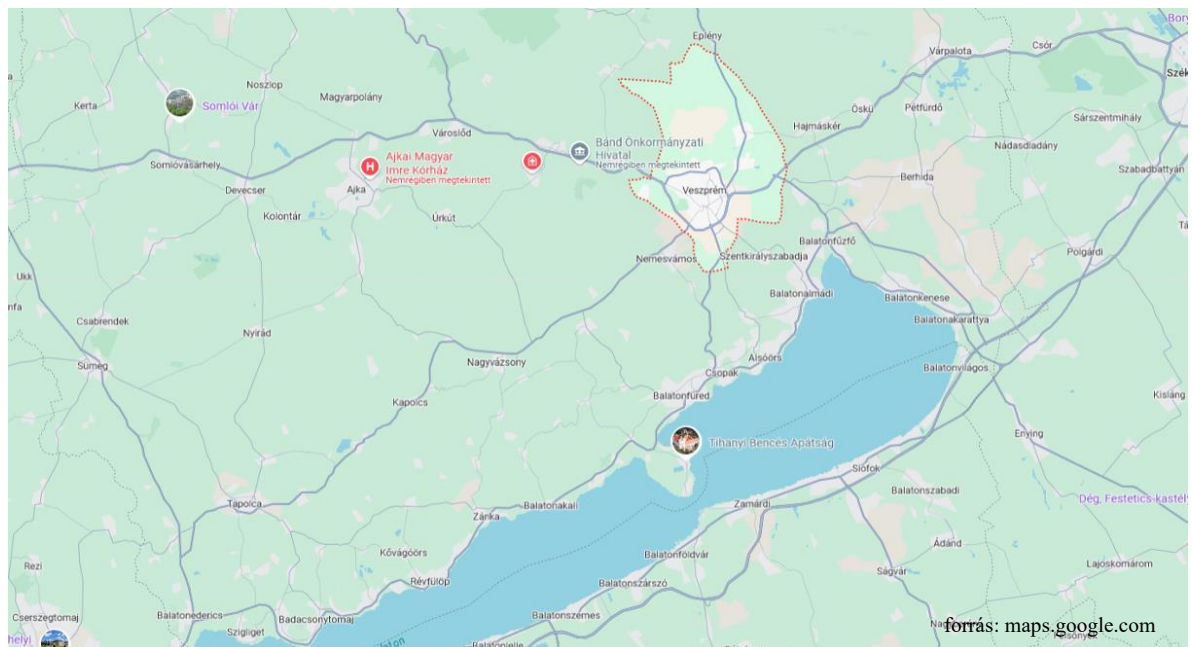 Eplény
Bory
Várpalota
Csór
Szék
Noszlop
Kerta
Somlói Vár
Magyarpolány
Pétfürdő
Öskü
Sárszentmihály
Hajmáskér
Városlőd
Bánd Önkormányzati
Hivatal
Nemrégiben megtekintett
Nádasdladány
Ajkai Magyar
Imre Kórház
Nemrégiben megtekintett
Somlóvásárhely
Szabadbattyán
Devecser
Ajka
Veszprém
Berhida
Kolontár
Úrkút
Balatonfűzfő
Polgárdi
Nemesvámos
Szentkirályszabadja
Ukk
Balatonalmádi
Balatonkenese
Csabrendek
Balatonakarattya
Nyirád
Alsóörs
Nagyvázsony
Sümeg
Csopak
Balatonvilágos
Balatonfüred
Kisláng
Kapolcs
Enying
Tihanyi Bencés Apátság
Siófok
Balatonszabadi
Dég, Festetics-kastély
Tapolca
Balatonakali
Zamárdi
Zánka
Ádánd
Kővágóörs
Balatonföldvár
Rezi
Lajoskomárom
Ságvár
Révfülöp
Balatonszárszó
Cserszegtomaj
Balatonederics
Badacsonytomaj
Balatonszemes
Szigliget
helyi
forrás: maps.google.com